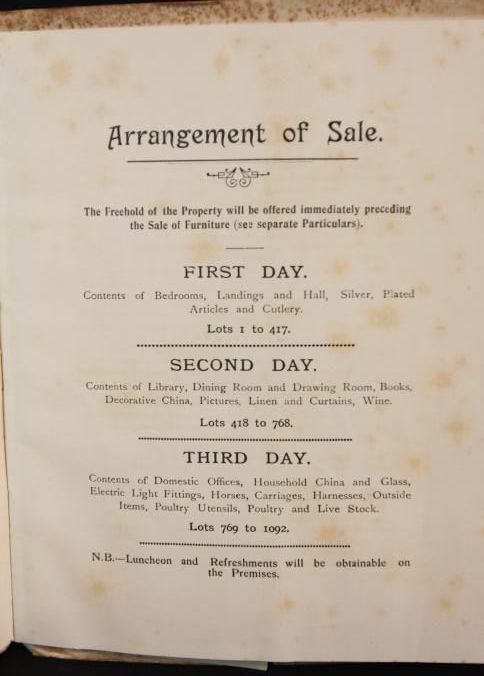 Arrangement of Sale.
The Freehold of the Property will be offered immediately preceding
the Sale of Furniture (see separate Particulars).
FIRST DAY.
Contents of Bedrooms, Landings and Hall, Silver, Plated
Articles and Cutlery.
Lots 1 to 417.
SECOND DAY.
Contents of Library, Dining Room and Drawing Room, Books,
Decorative China, Pictures, Linen and Curtains, Wine.
Lots 418 to 768.
THIRD DAY.
Contents of Domestic Offices, Household China and Glass,
Electric Light Fittings, Horses, Carriages, Harnesses, Outside
Items, Poultry Utensils, Poultry and Live Stock.
Lots 769 to 1092.
N.B.—Luncheon and Refreshments will be obtainable on
the Premises.